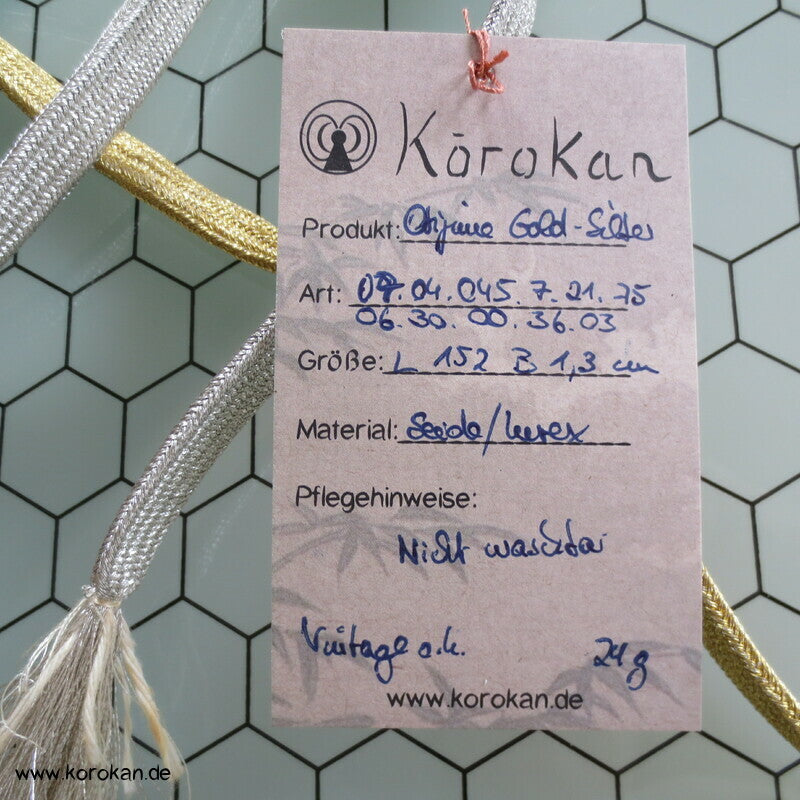 Kōrokan
Produkt: Obijime Gold-Silber
Art: 07.04.045.7.21.75
06.30.00.36.03
Größe: L 152 B 1,3 cm
Material: Seide/Lurex
Pflegehinweise:
Nicht waschbar
Vintage o.k. 24 g
www.korokan.de
www.korokan.de